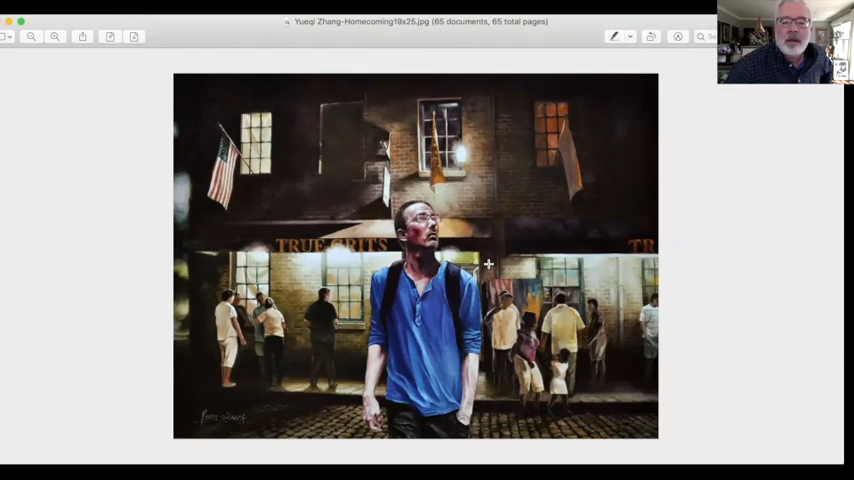 Yueqi Zhang-Homecoming19x25.jpg (65 documents, 65 total pages)
TRUE GRITS
TR